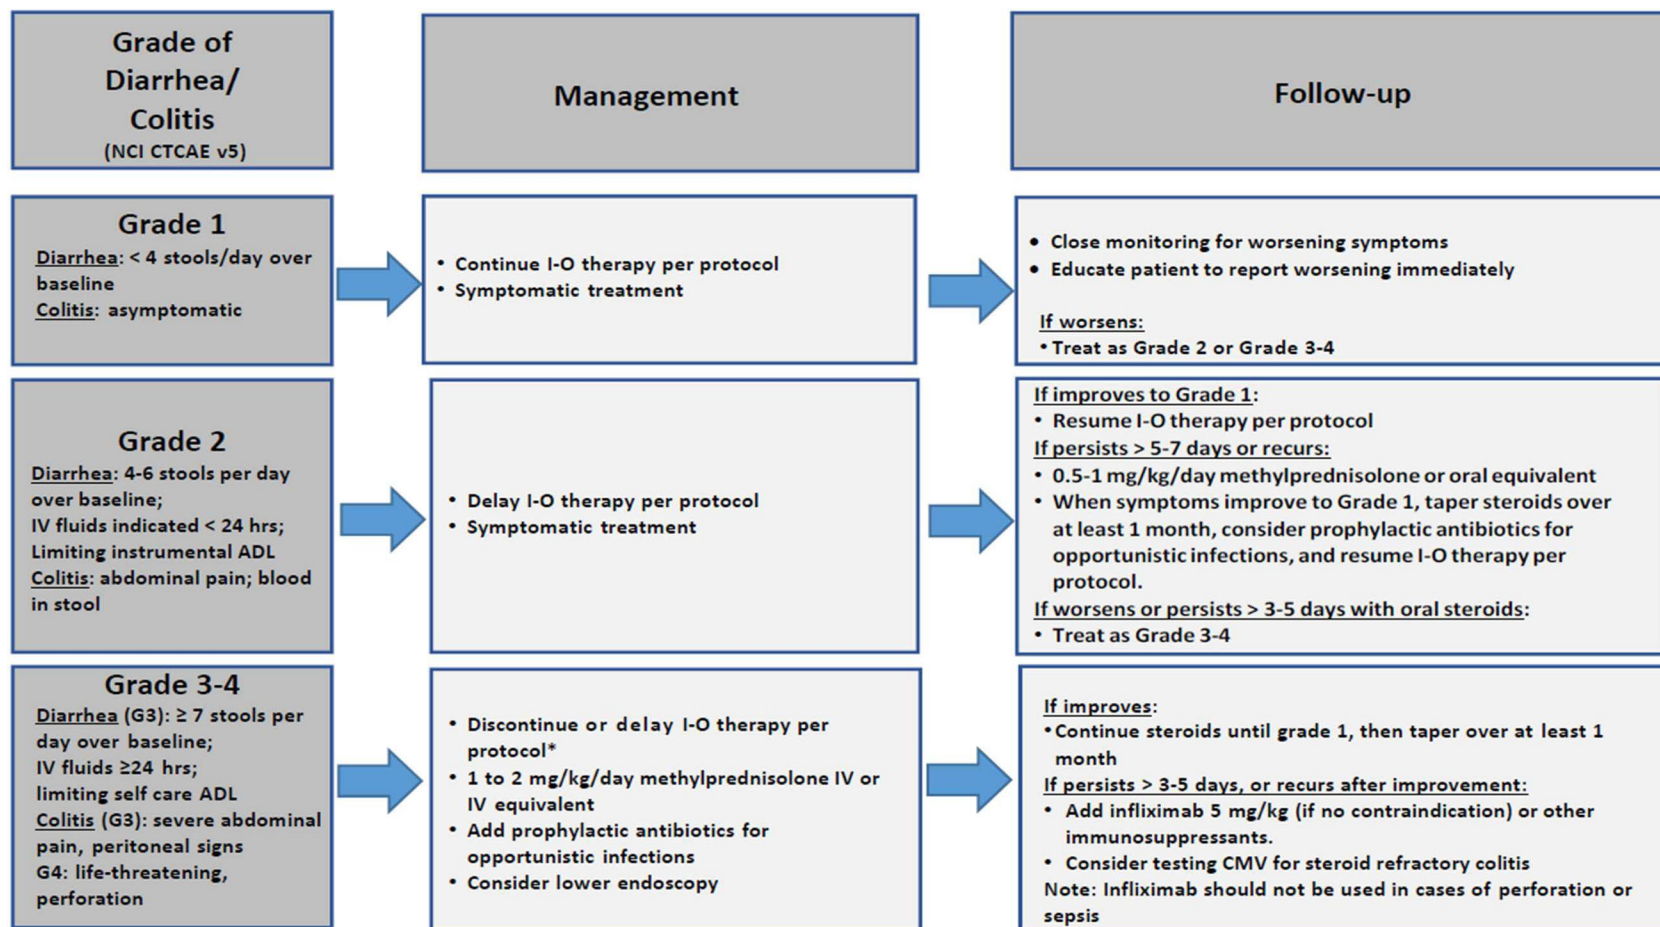 Grade of
Diarrhea/
Colitis
(NCI CTCAE v5)
Management
Follow-up
Grade 1
Diarrhea: < 4 stools/day over
baseline
Colitis: asymptomatic
• Continue I-O therapy per protocol
• Symptomatic treatment
• Close monitoring for worsening symptoms
• Educate patient to report worsening immediately
If worsens:
• Treat as Grade 2 or Grade 3-4
Grade 2
Diarrhea: 4-6 stools per day
over baseline;
IV fluids indicated < 24 hrs;
Limiting instrumental ADL
Colitis: abdominal pain; blood
in stool
• Delay I-O therapy per protocol
• Symptomatic treatment
If improves to Grade 1:
• Resume I-O therapy per protocol
If persists > 5-7 days or recurs:
• 0.5-1 mg/kg/day methylprednisolone or oral equivalent
• When symptoms improve to Grade 1, taper steroids over
at least 1 month, consider prophylactic antibiotics for
opportunistic infections, and resume I-O therapy per
protocol.
If worsens or persists > 3-5 days with oral steroids:
• Treat as Grade 3-4
Grade 3-4
Diarrhea (G3): ≥ 7 stools per
day over baseline;
IV fluids ≥24 hrs;
limiting self care ADL
Colitis (G3): severe abdominal
pain, peritoneal signs
G4: life-threatening,
perforation
• Discontinue or delay I-O therapy per
protocol*
• 1 to 2 mg/kg/day methylprednisolone IV or
IV equivalent
• Add prophylactic antibiotics for
opportunistic infections
• Consider lower endoscopy
If improves:
• Continue steroids until grade 1, then taper over at least 1
month
If persists > 3-5 days, or recurs after improvement:
• Add infliximab 5 mg/kg (if no contraindication) or other
immunosuppressants.
• Consider testing CMV for steroid refractory colitis
Note: Infliximab should not be used in cases of perforation or
sepsis